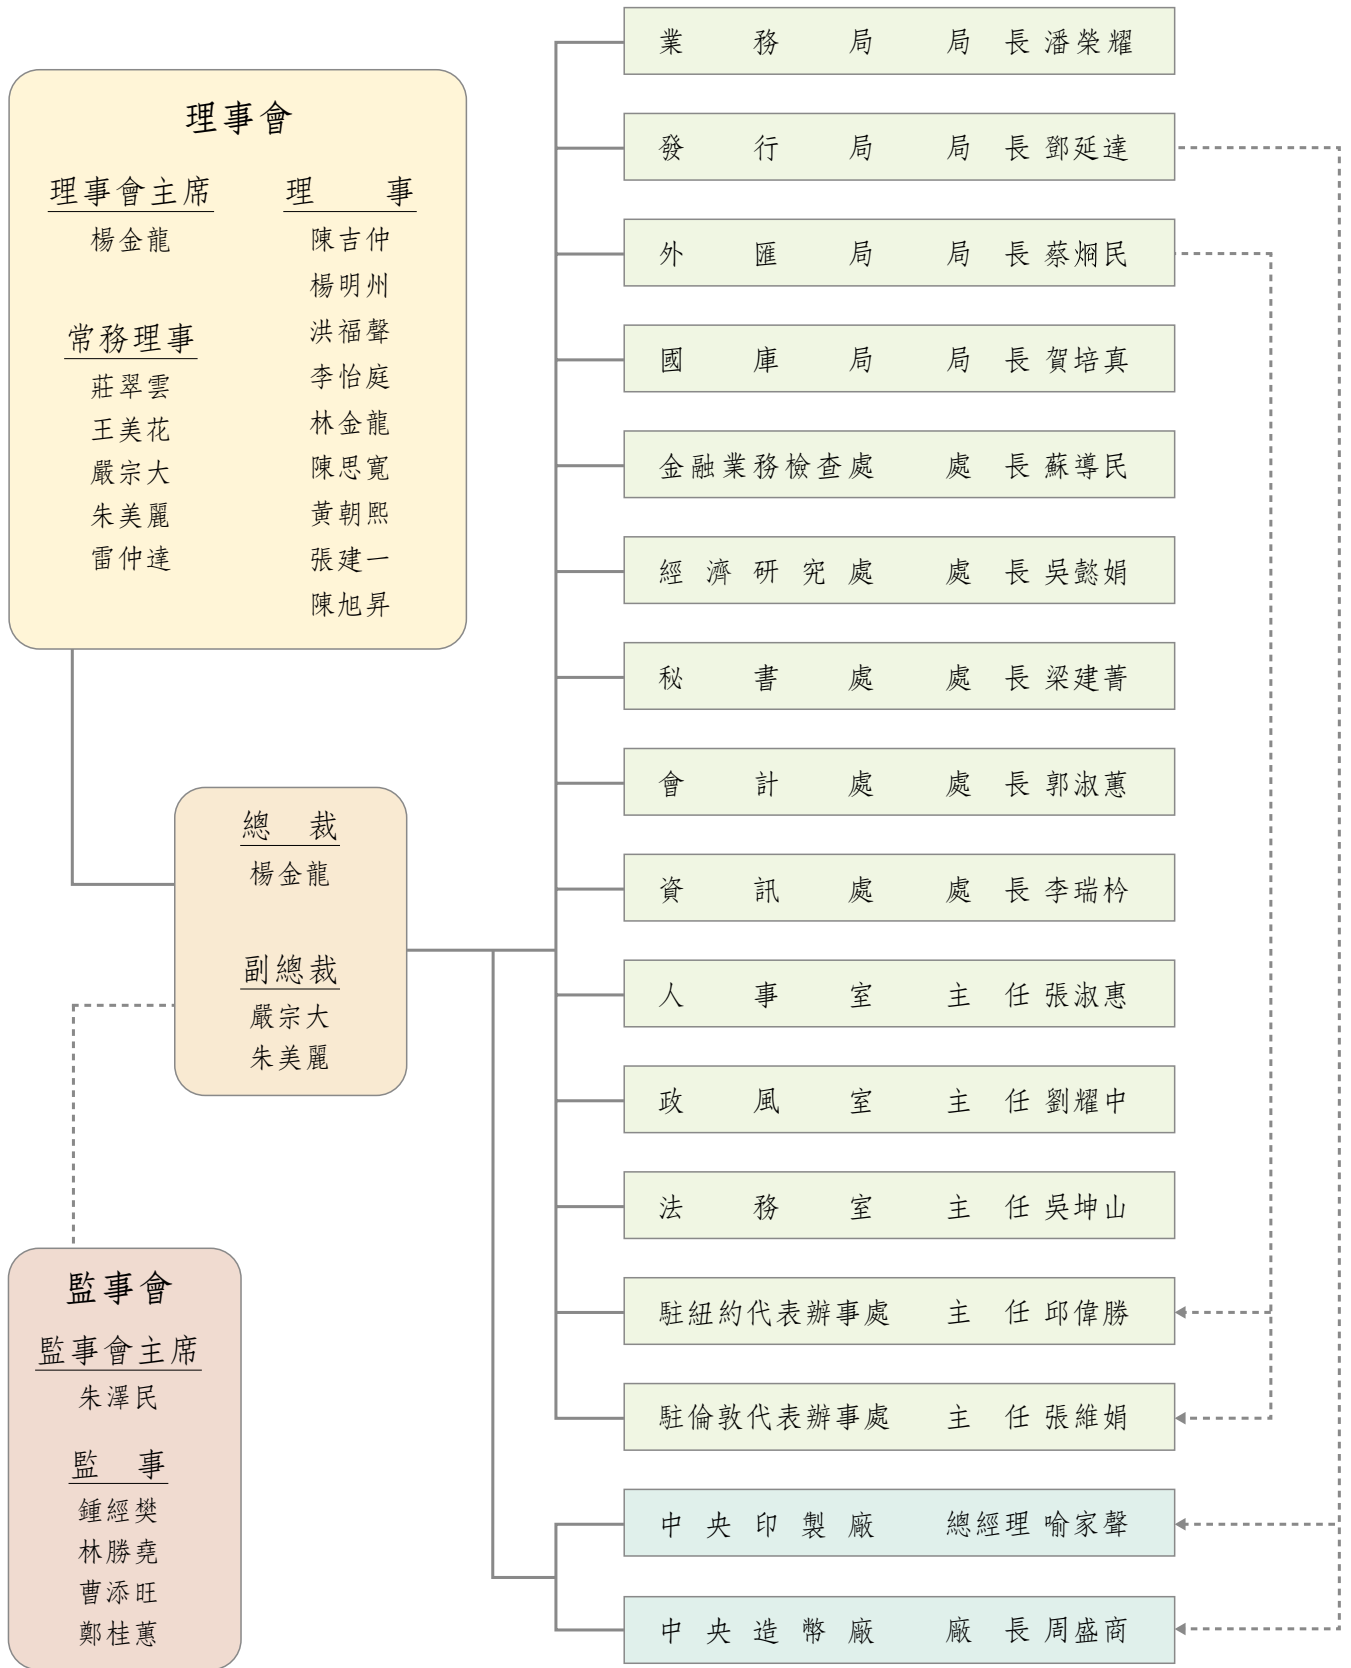 理事會
理事會主席
楊金龍
常務理事
莊翠雲
王美花
嚴宗大
朱美麗
雷仲達
理 事
陳吉仲
楊明州
洪福聲
李怡庭
林金龍
陳思寬
黃朝熙
張建一
陳旭昇
總 裁
楊金龍
副總裁
嚴宗大
朱美麗
監事會
監事會主席
朱澤民
監 事
鍾經樊
林勝堯
曹添旺
鄭桂蕙
業務局 局長 潘榮耀
發行局 局長 鄧延達
外匯局 局長 蔡烱民
國庫局 局長 賀培真
金融業務檢查處 處長 蘇導民
經濟研究處 處長 吳懿娟
秘書處 處長 梁建菁
會計處 處長 郭淑蕙
資訊處 處長 李瑞枔
人事室 主任 張淑惠
政風室 主任 劉耀中
法務室 主任 吳坤山
駐紐約代表辦事處 主任 邱偉勝
駐倫敦代表辦事處 主任 張維娟
中央印製廠 總經理 喻家聲
中央造幣廠 廠長 周盛商